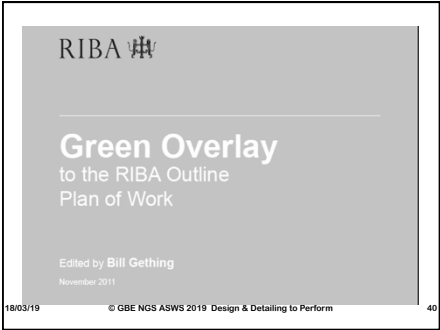 RIBA
Green Overlay
to the RIBA Outline
Plan of Work
Edited by Bill Gething
November 2011
18/03/19 © GBE NGS ASWS 2019 Design & Detailing to Perform 40